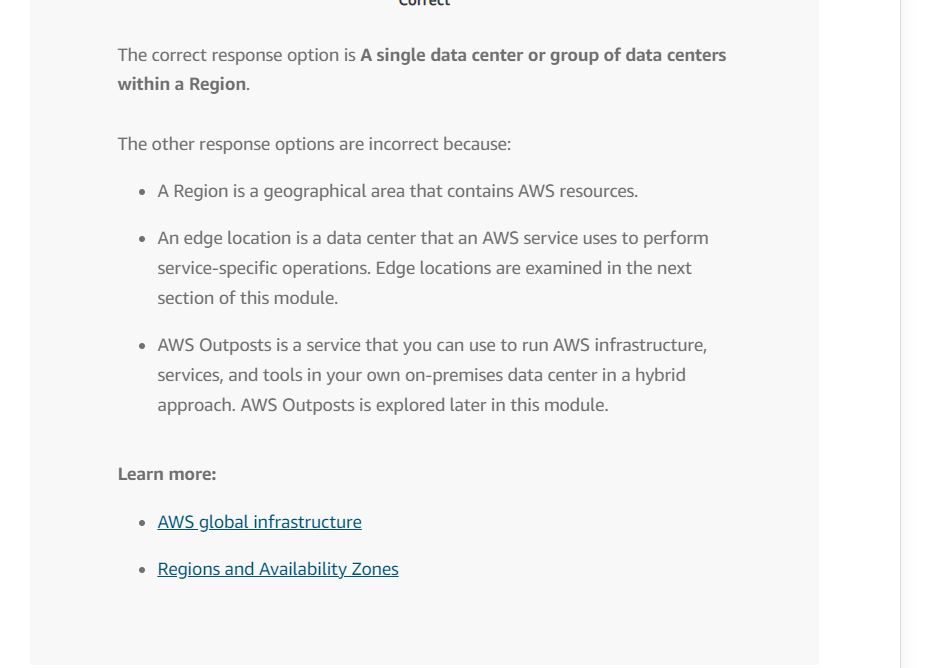 Correct
The correct response option is A single data center or group of data centers
within a Region.
The other response options are incorrect because:
• A Region is a geographical area that contains AWS resources.
• An edge location is a data center that an AWS service uses to perform
service-specific operations. Edge locations are examined in the next
section of this module.
• AWS Outposts is a service that you can use to run AWS infrastructure,
services, and tools in your own on-premises data center in a hybrid
approach. AWS Outposts is explored later in this module.
Learn more:
• AWS global infrastructure
• Regions and Availability Zones